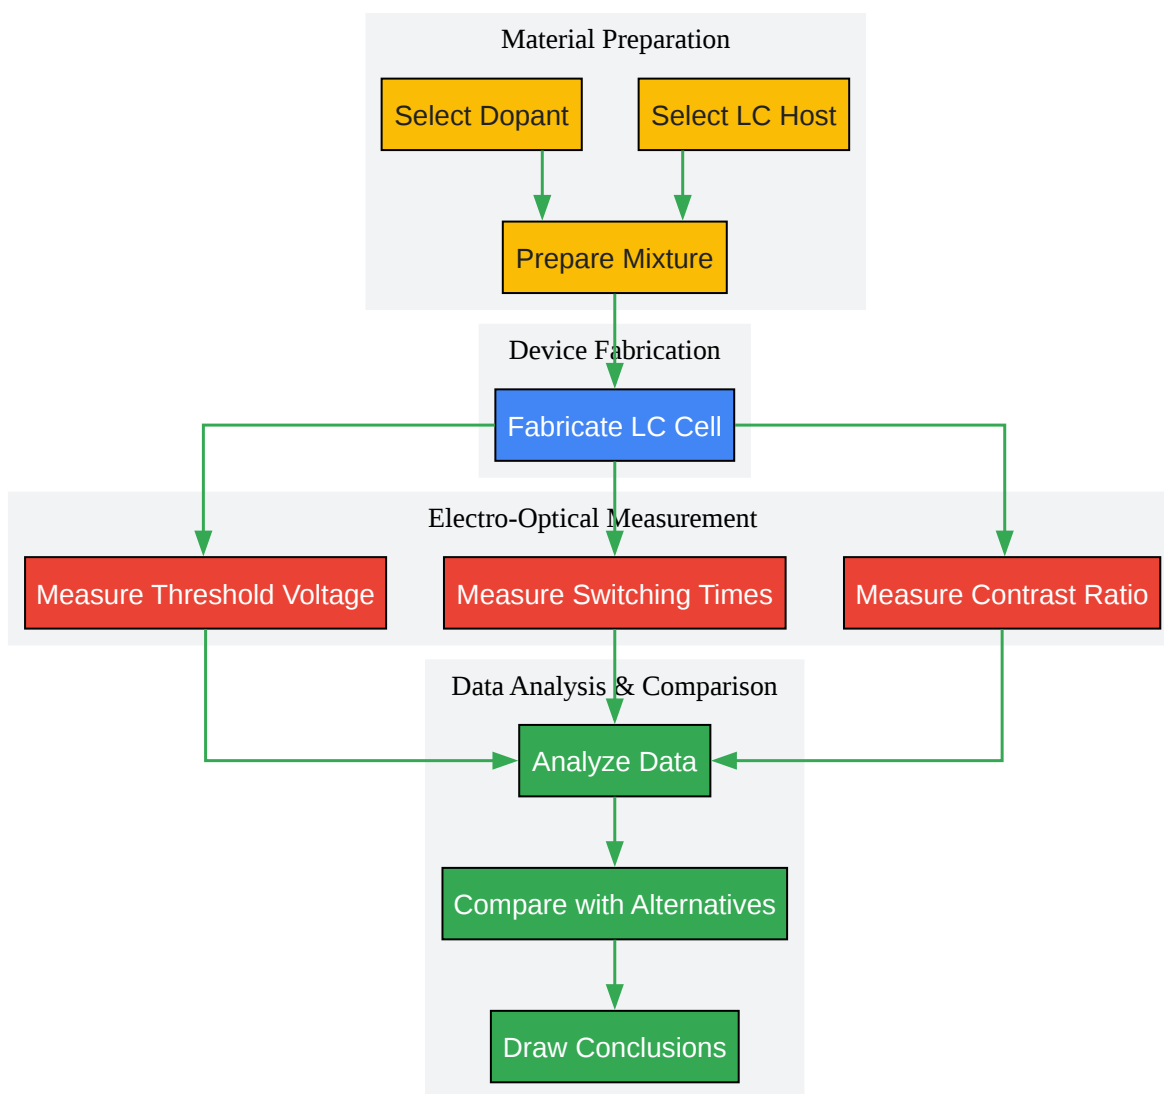 Material Preparation
Select Dopant
Select LC Host
Prepare Mixture
Device Fabrication
Fabricate LC Cell
Electro-Optical Measurement
Measure Threshold Voltage
Measure Switching Times
Measure Contrast Ratio
Data Analysis & Comparison
Analyze Data
Compare with Alternatives
Draw Conclusions